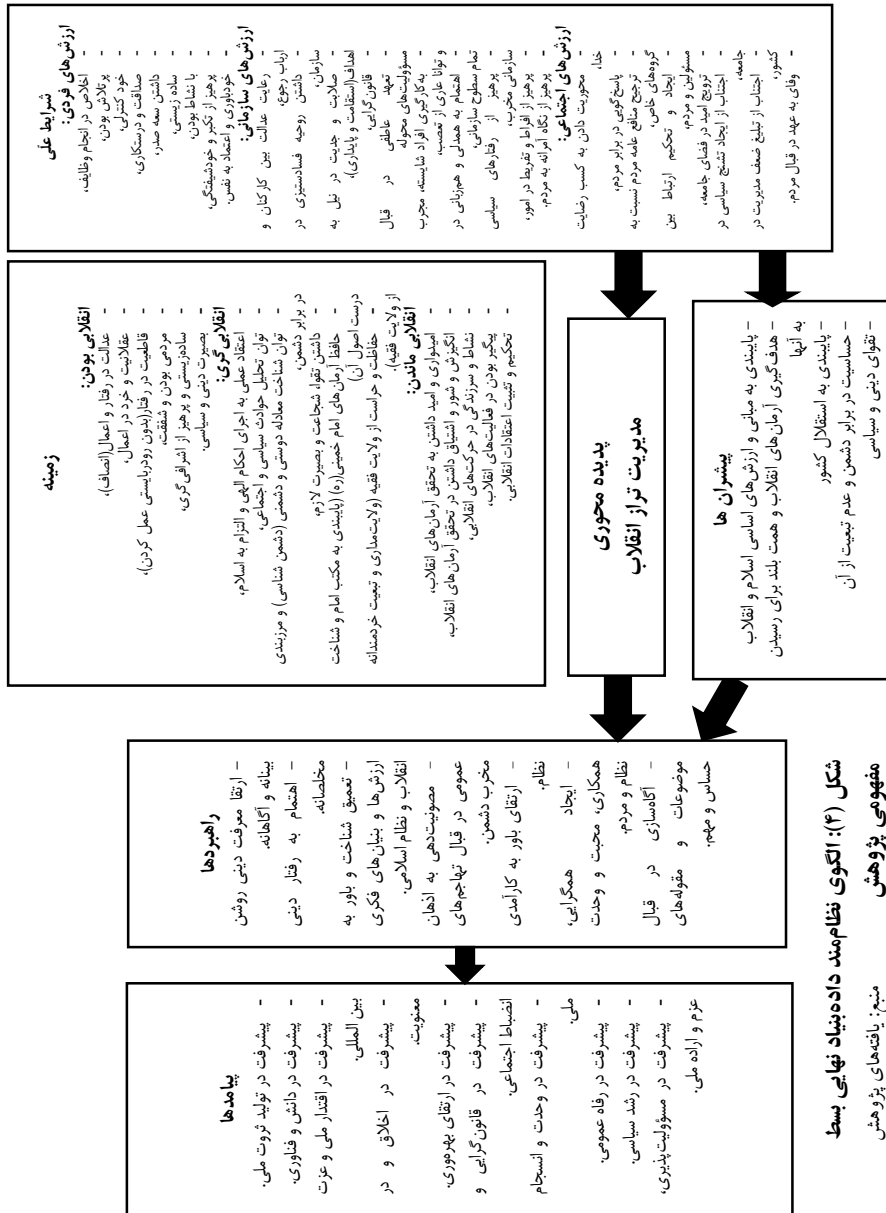 شرایط علی
ارزش‌های فردی:
- اخلاص در انجام وظایف،
- پرتلاش بودن،
- خود کنترلی،
- صداقت و درستکاری،
- داشتن سعه صدر،
- ساده زیستی،
- با نشاط بودن،
- پرهیز از تکبر و خودشیفتگی،
- خودباوری و اعتماد به نفس.
ارزش‌های سازمانی:
- رعایت عدالت بین کارکنان و
ارباب رجوع،
- داشتن روحیه فسادستیزی در
سازمان،
- صلابت و جدیت در نیل به
اهداف(استقامت و پایداری)،
- قانون‌گرایی،
- تعهد عاطفی در قبال
مسؤولیت‌های محوله
- به‌کارگیری افراد شایسته، مجرب
و توانا عاری از تعصب،
- اهتمام به همدلی و هم‌زبانی در
تمام سطوح سازمانی،
- پرهیز از رفتارهای سیاسی
سازمانی مخرب،
- پرهیز از افراط و تفریط در امور،
- پرهیز از نگاه آمرانه به مردم.
ارزش‌های اجتماعی:
- محوریت دادن به کسب رضایت
خدا،
- پاسخ‌گویی در برابر مردم،
- ترجیح منافع عامه مردم نسبت به
گروه‌های خاص،
- ایجاد و تحکیم ارتباط بین
مسئولین و مردم،
- ترویج امید در فضای جامعه،
- اجتناب از ایجاد تشنج سیاسی در
جامعه،
- اجتناب از تبلیغ ضعف مدیریت در
کشور،
- وفای به عهد در قبال مردم.
زمینه
انقلابی بودن:
- عدالت در رفتار و اعمال(انصاف)،
- عقلانیت و خرد در اعمال،
- قاطعیت در رفتار(بدون رودربایستی عمل کردن)،
- مردمی بودن و شفقت،
- ساده‌زیستی و پرهیز از اشرافی‌گری،
- بصیرت دینی و سیاسی.
انقلابی‌گری:
- اعتقاد عملی به اجرای احکام الهی و التزام به اسلام،
- توان تحلیل حوادث سیاسی و اجتماعی،
- توان شناخت معادله دوستی و دشمنی (دشمن شناسی) و مرزبندی
در برابر دشمن،
- داشتن تقوا، شجاعت و بصیرت لازم،
- حافظ آرمان‌های امام خمینی(ره) (پایبندی به مکتب امام و شناخت
درست اصول آن)
- حفاظت و حراست از ولایت فقیه (ولایت‌مداری و تبعیت خردمندانه
از ولایت فقیه)،
انقلابی ماندن:
- امیدواری و امید داشتن به تحقق آرمان‌های انقلاب،
- انگیزش و شور و اشتیاق داشتن در تحقق آرمان‌های انقلاب،
- نشاط و سرزندگی در حرکت‌های انقلابی،
- پیگیر بودن در فعالیت‌های انقلاب،
- تحکیم و تثبیت اعتقادات انقلابی.
پدیده محوری
مدیریت تراز انقلاب
پیشران ها
– پایبندی به مبانی و ارزش‌های اساسی اسلام و انقلاب
– هدف‌گیری آرمان‌های انقلاب و همت بلند برای رسیدن
به آنها
– پایبندی به استقلال کشور
– حساسیت در برابر دشمن و عدم تبعیت از آن
– تقوای دینی و سیاسی
راهبردها
– ارتقا معرفت دینی روشن
بینانه و آگاهانه.
– اهتمام به رفتار دینی
مخلصانه.
– تعمیق شناخت و باور به
ارزش‌ها و بنیان‌های فکری
انقلاب و نظام اسلامی.
– مصونیت‌دهی به اذهان
عمومی در قبال تهاجم‌های
مخرب دشمن.
– ارتقای باور به کارآمدی
نظام.
– ایجاد همگرایی،
همکاری، محبت و وحدت
نظام و مردم.
– آگاه‌سازی در قبال
موضوعات و مقوله‌های
حساس و مهم.
پیامدها
- پیشرفت در تولید ثروت ملی.
- پیشرفت در دانش و فناوری.
- پیشرفت در اقتدار ملی و عزت
بین المللی.
- پیشرفت در اخلاق و در
معنویت.
- پیشرفت در ارتقای بهره‌وری.
- پیشرفت در قانون‌گرایی و
انضباط اجتماعی.
- پیشرفت در وحدت و انسجام
ملی.
- پیشرفت در رفاه عمومی.
- پیشرفت در رشد سیاسی.
- پیشرفت در مسؤولیت‌پذیری،
عزم و اراده ملی.
شکل (۴): الگوی نظام‌مند داده‌بنیاد نهایی بسط
مفهومی پژوهش
منبع: یافته‌های پژوهش